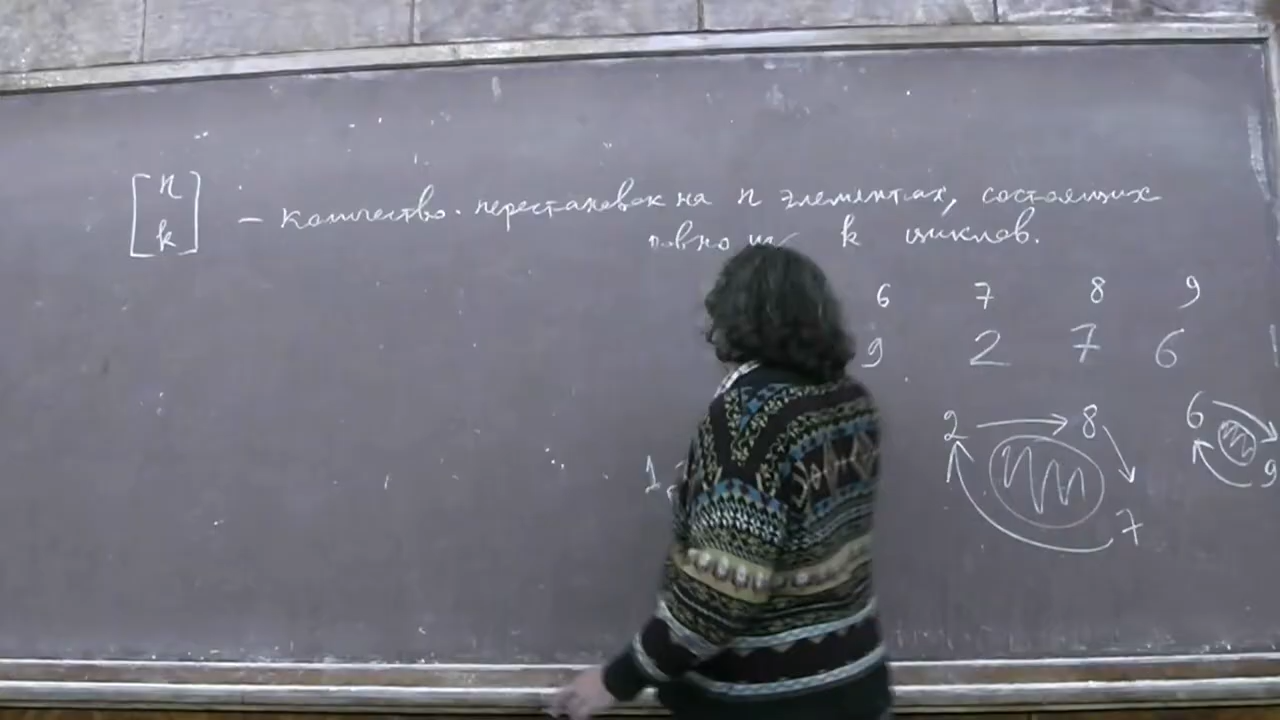 [n k] – количество перестановок на n элементах, состоящих
ровно из k циклов.
6 7 8 9
9 2 7 6
2 8 6
1 9
7